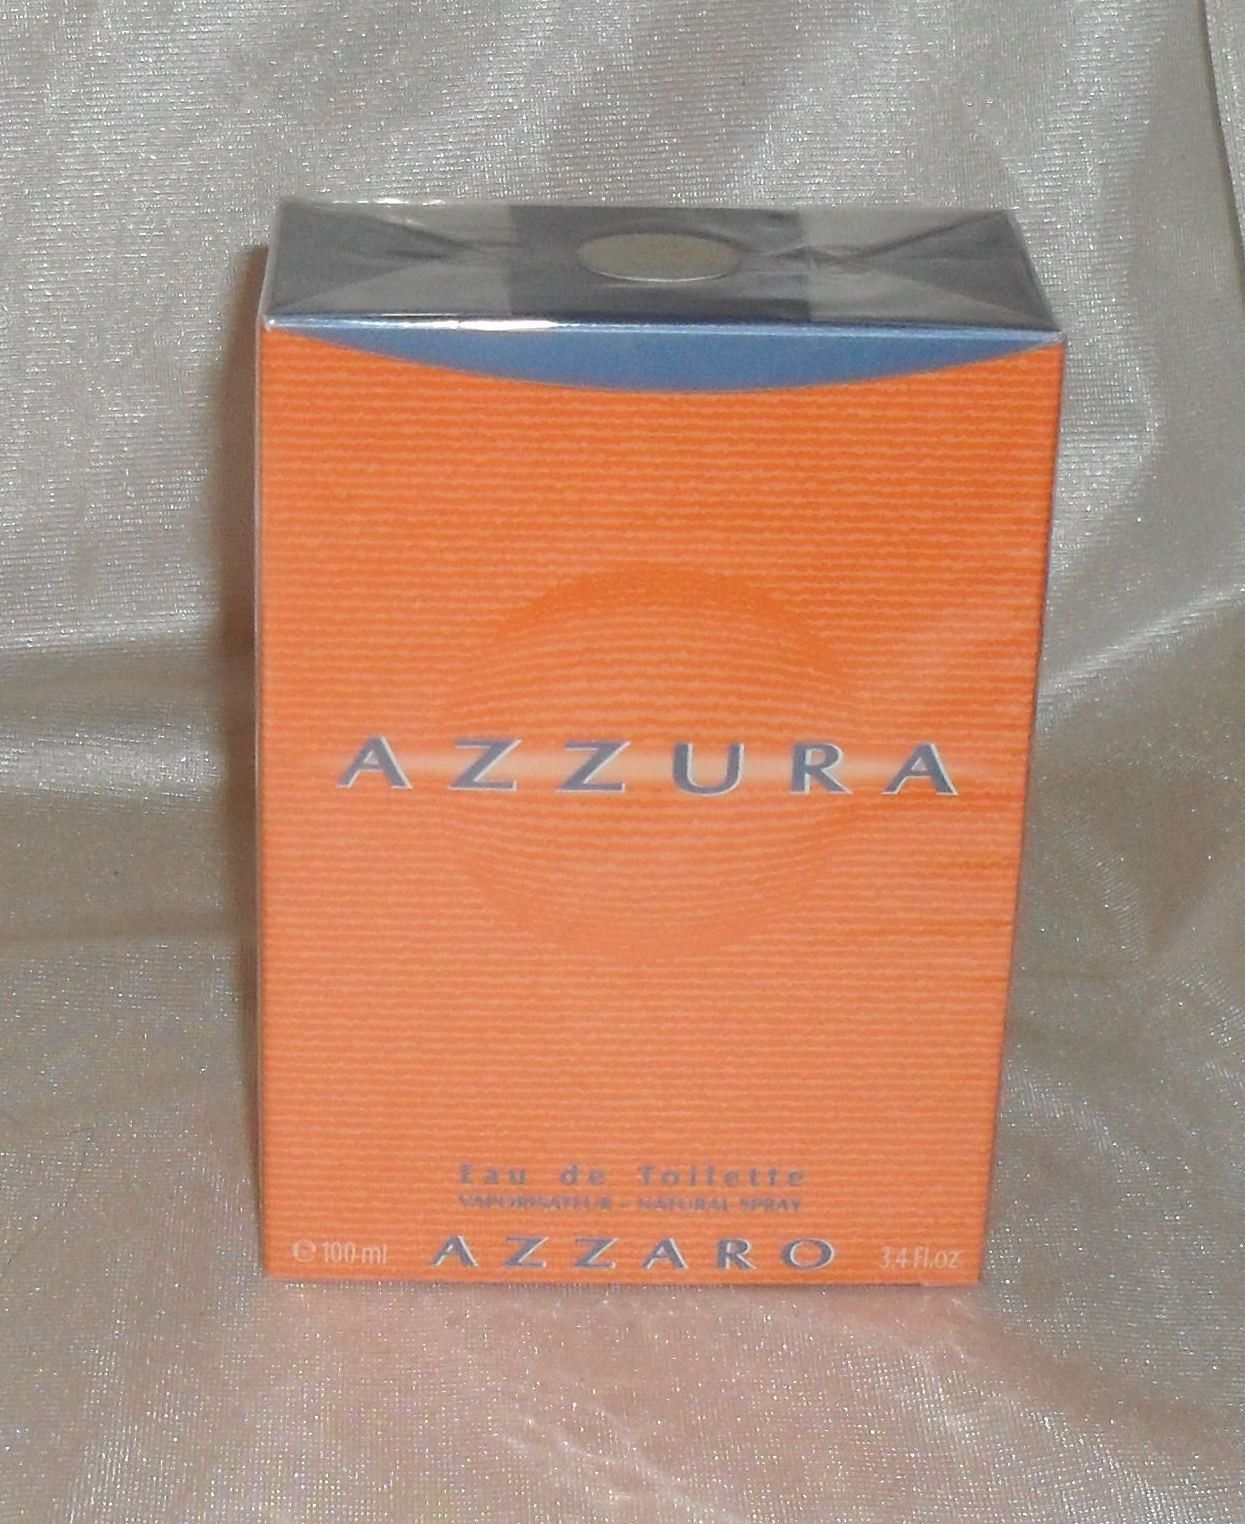 AZZURA
Eau de Toilette
VAPORISATEUR - NATURAL SPRAY
℮ 100 ml AZZARO 3.4 Fl.oz